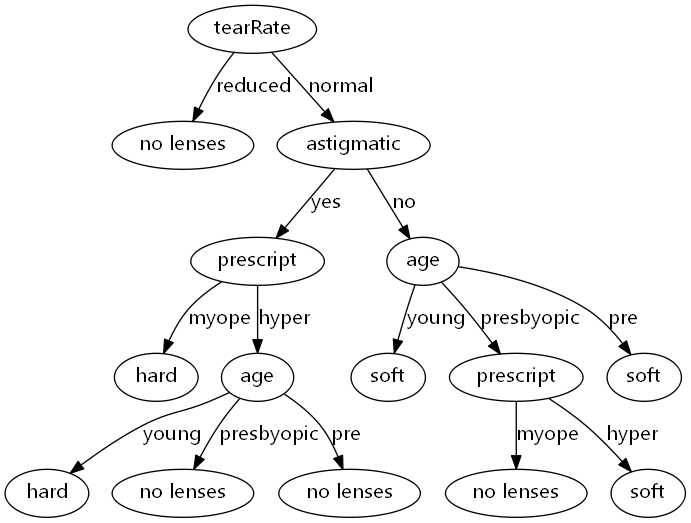 tearRate
reduced
normal
no lenses
astigmatic
yes
no
prescript
age
myope
hyper
young
presbyopic
pre
hard
age
soft
prescript
soft
young
presbyopic
pre
myope
hyper
hard
no lenses
no lenses
no lenses
soft